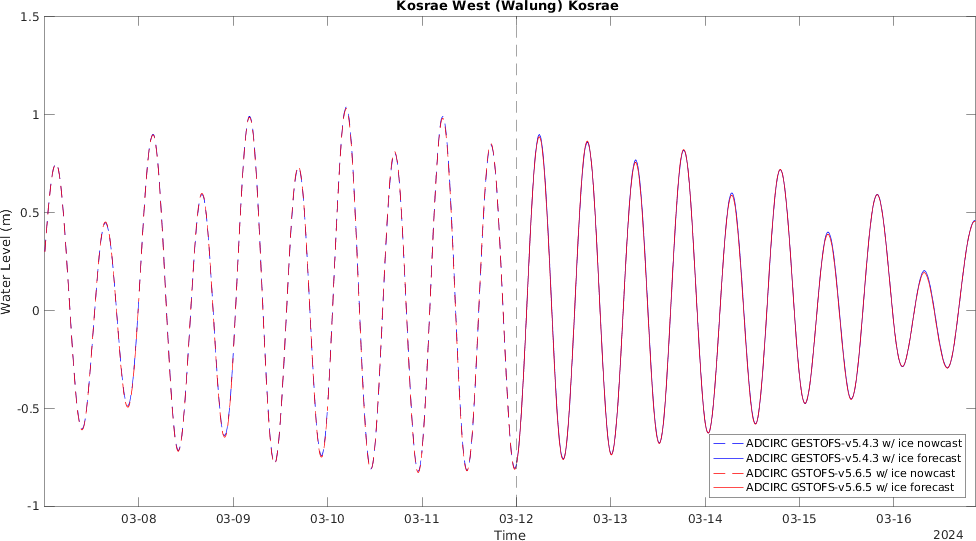 Kosrae West (Walung) Kosrae
1.5
1
0.5
0
-0.5
-1
Water Level (m)
03-08
03-09
03-10
03-11
03-12
03-13
03-14
03-15
03-16
Time
2024
ADCIRC GESTOFS-v5.4.3 w/ ice nowcast
ADCIRC GESTOFS-v5.4.3 w/ ice forecast
ADCIRC GSTOFS-v5.6.5 w/ ice nowcast
ADCIRC GSTOFS-v5.6.5 w/ ice forecast